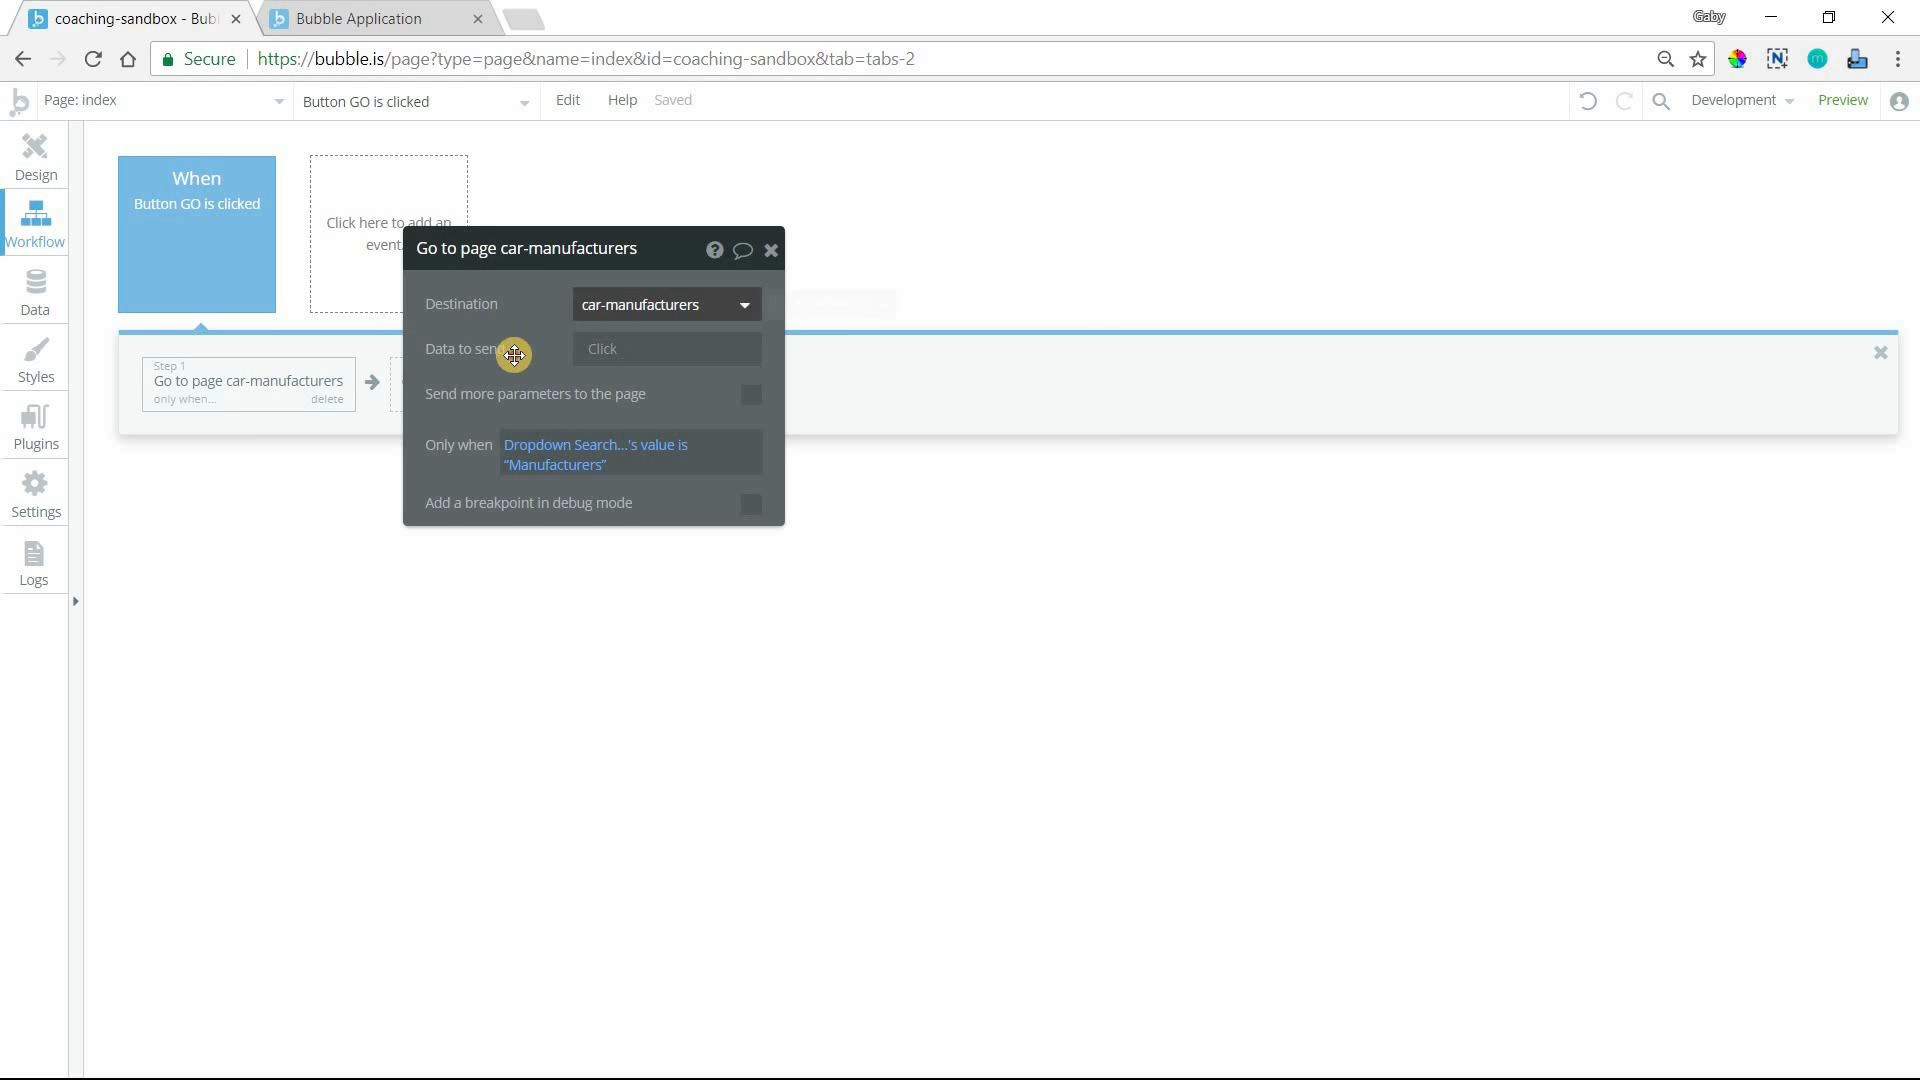 coaching-sandbox - Bub
Bubble Application
Gaby
Secure
https://bubble.is/page?type=page&name=index&id=coaching-sandbox&tab=tabs-2
Page: index
Button GO is clicked
Edit
Help
Saved
Development
Preview
Design
Workflow
Data
Styles
Plugins
Settings
Logs
When
Button GO is clicked
Click here to add an
event.
Step 1
Go to page car-manufacturers
only when...
delete
Go to page car-manufacturers
Destination
car-manufacturers
Data to send
Click
Send more parameters to the page
Only when
Dropdown Search...'s value is
"Manufacturers"
Add a breakpoint in debug mode